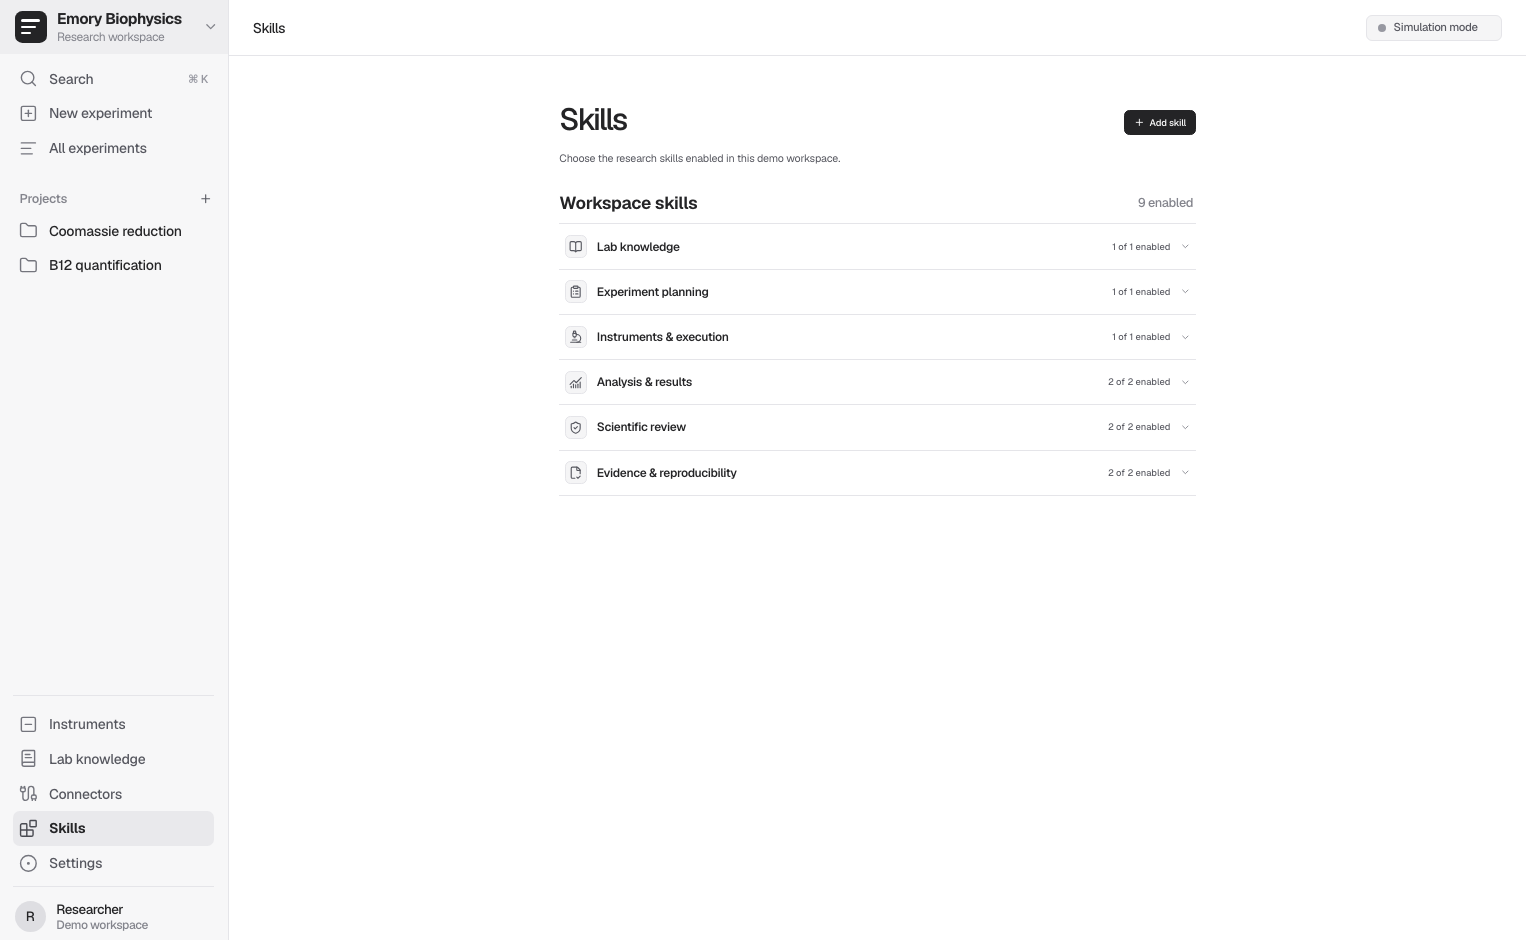 Emory Biophysics
Research workspace
Search ⌘ K
New experiment
All experiments
Projects
Coomassie reduction
B12 quantification
Instruments
Lab knowledge
Connectors
Skills
Settings
R
Researcher
Demo workspace
Skills
Simulation mode
Skills
Add skill
Choose the research skills enabled in this demo workspace.
Workspace skills 9 enabled
Lab knowledge 1 of 1 enabled
Experiment planning 1 of 1 enabled
Instruments & execution 1 of 1 enabled
Analysis & results 2 of 2 enabled
Scientific review 2 of 2 enabled
Evidence & reproducibility 2 of 2 enabled